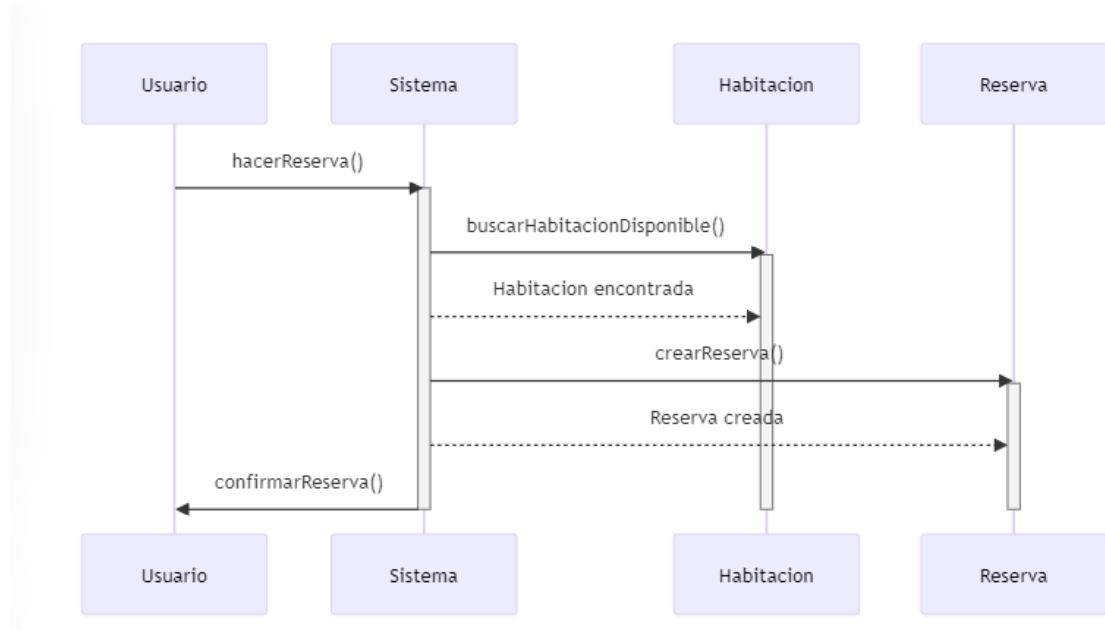 Usuario
Sistema
Habitacion
Reserva
hacerReserva()
buscarHabitacionDisponible()
Habitacion encontrada
crearReserva()
Reserva creada
confirmarReserva()
Usuario
Sistema
Habitacion
Reserva